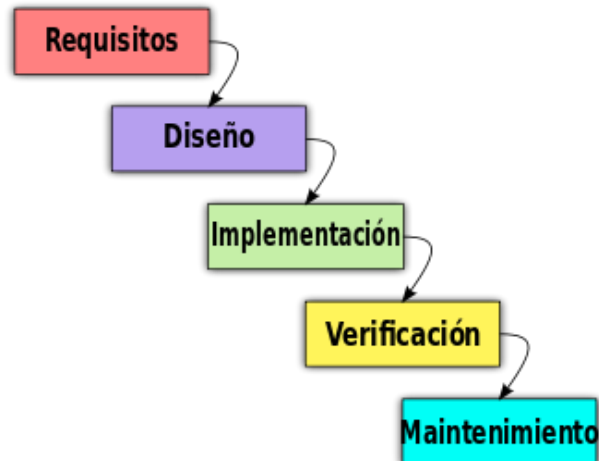 Requisitos
Diseño
Implementación
Verificación
Maintenimiento